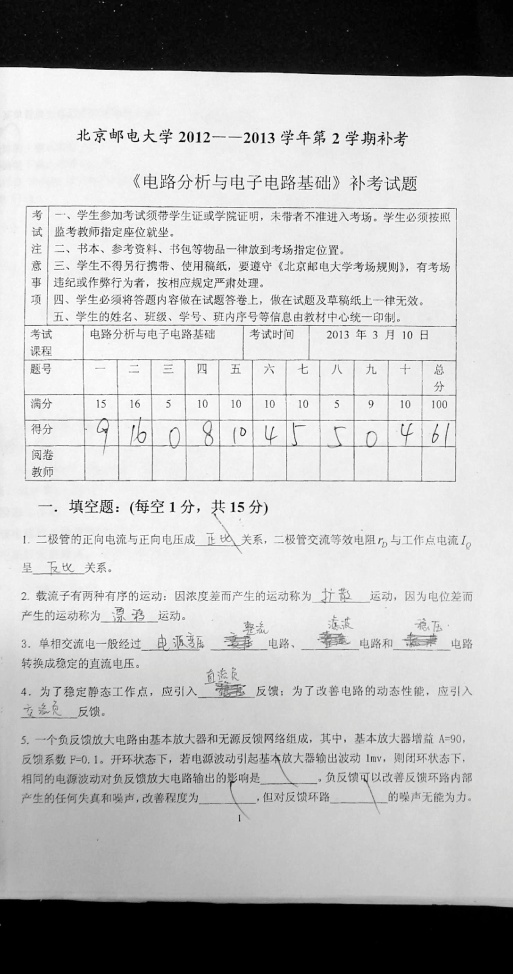 北京邮电大学 2012——2013 学年第 2 学期补考
《电路分析与电子电路基础》补考试题
考试注意事项
一、学生参加考试须带学生证或学院证明，未带者不准进入考场。学生必须按照
监考教师指定座位就坐。
二、书本、参考资料、书包等物品一律放到考场指定位置。
三、学生不得另行携带、使用稿纸，要遵守《北京邮电大学考场规则》，有考场
违纪或作弊行为者，按相应规定严肃处理。
四、学生必须将答题内容做在试题答卷上，做在试题及草稿纸上一律无效。
五、学生的姓名、班级、学号、班内序号等信息由教材中心统一印制。
考试课程 电路分析与电子电路基础 考试时间 2013 年 3 月 10 日
题号 一 二 三 四 五 六 七 八 九 十 总分
满分 15 16 5 10 10 10 10 5 9 10 100
得分 9 16 0 8 10 4 5 5 0 4 61
阅卷教师
一．填空题：(每空 1 分，共 15 分)
1. 二极管的正向电流与正向电压成 正比 关系，二极管交流等效电阻 r_D 与工作点电流 I_Q
呈 反比 关系。
2. 载流子有两种有序的运动：因浓度差而产生的运动称为 扩散 运动，因为电位差而
产生的运动称为 漂移 运动。
3. 单相交流电一般经过 电源变压 整流 电路、 滤波 电路和 稳压 电路
转换成稳定的直流电压。
4. 为了稳定静态工作点，应引入 直流负 反馈；为了改善电路的动态性能，应引入
交流负 反馈。
5. 一个负反馈放大电路由基本放大器和无源反馈网络组成，其中，基本放大器增益 A=90，
反馈系数 F=0.1。开环状态下，若电源波动引起基本放大器输出波动 1mv，则闭环状态下，
相同的电源波动对负反馈放大电路输出的影响是________。负反馈可以改善反馈环路内部
产生的任何失真和噪声，改善程度为________，但对反馈环路________的噪声无能为力。
1